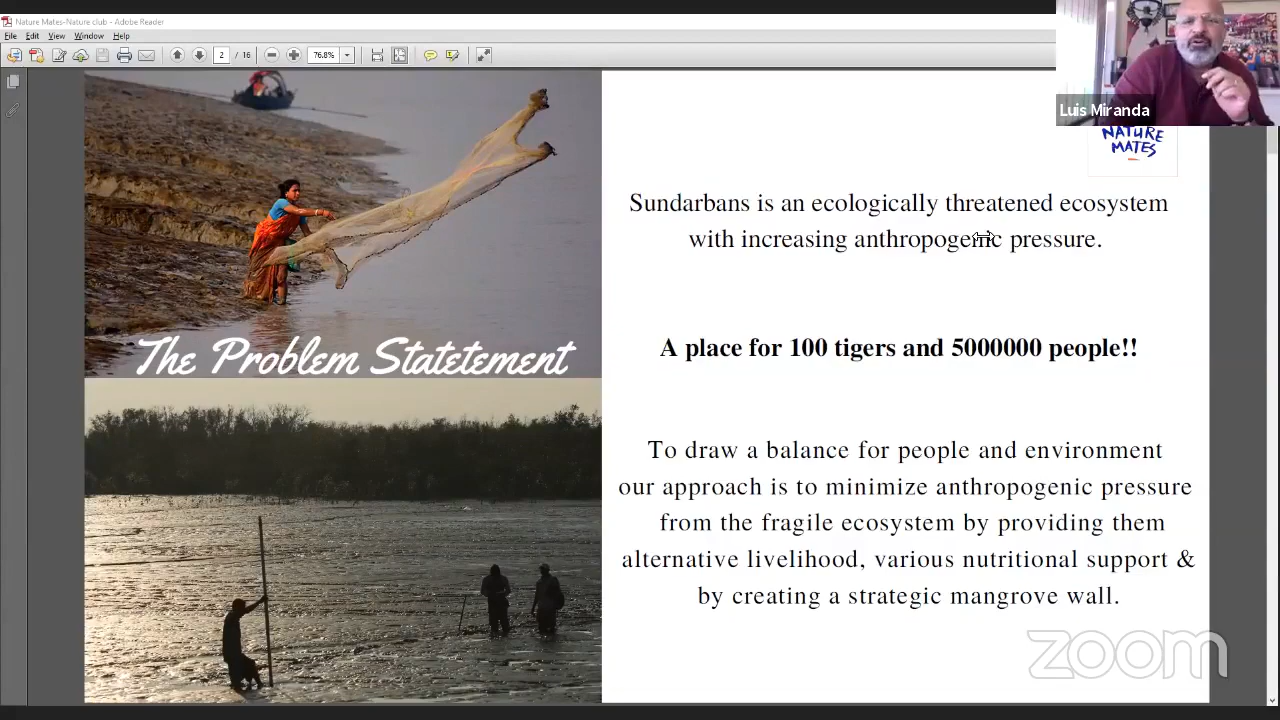 Nature Mates-Nature club - Adobe Reader
File Edit View Window Help
2 / 16 76.8%
Luis Miranda
NATURE
MATES
Sundarbans is an ecologically threatened ecosystem
with increasing anthropogenic pressure.
A place for 100 tigers and 5000000 people!!
The Problem Statetement
To draw a balance for people and environment
our approach is to minimize anthropogenic pressure
from the fragile ecosystem by providing them
alternative livelihood, various nutritional support &
by creating a strategic mangrove wall.
zoom